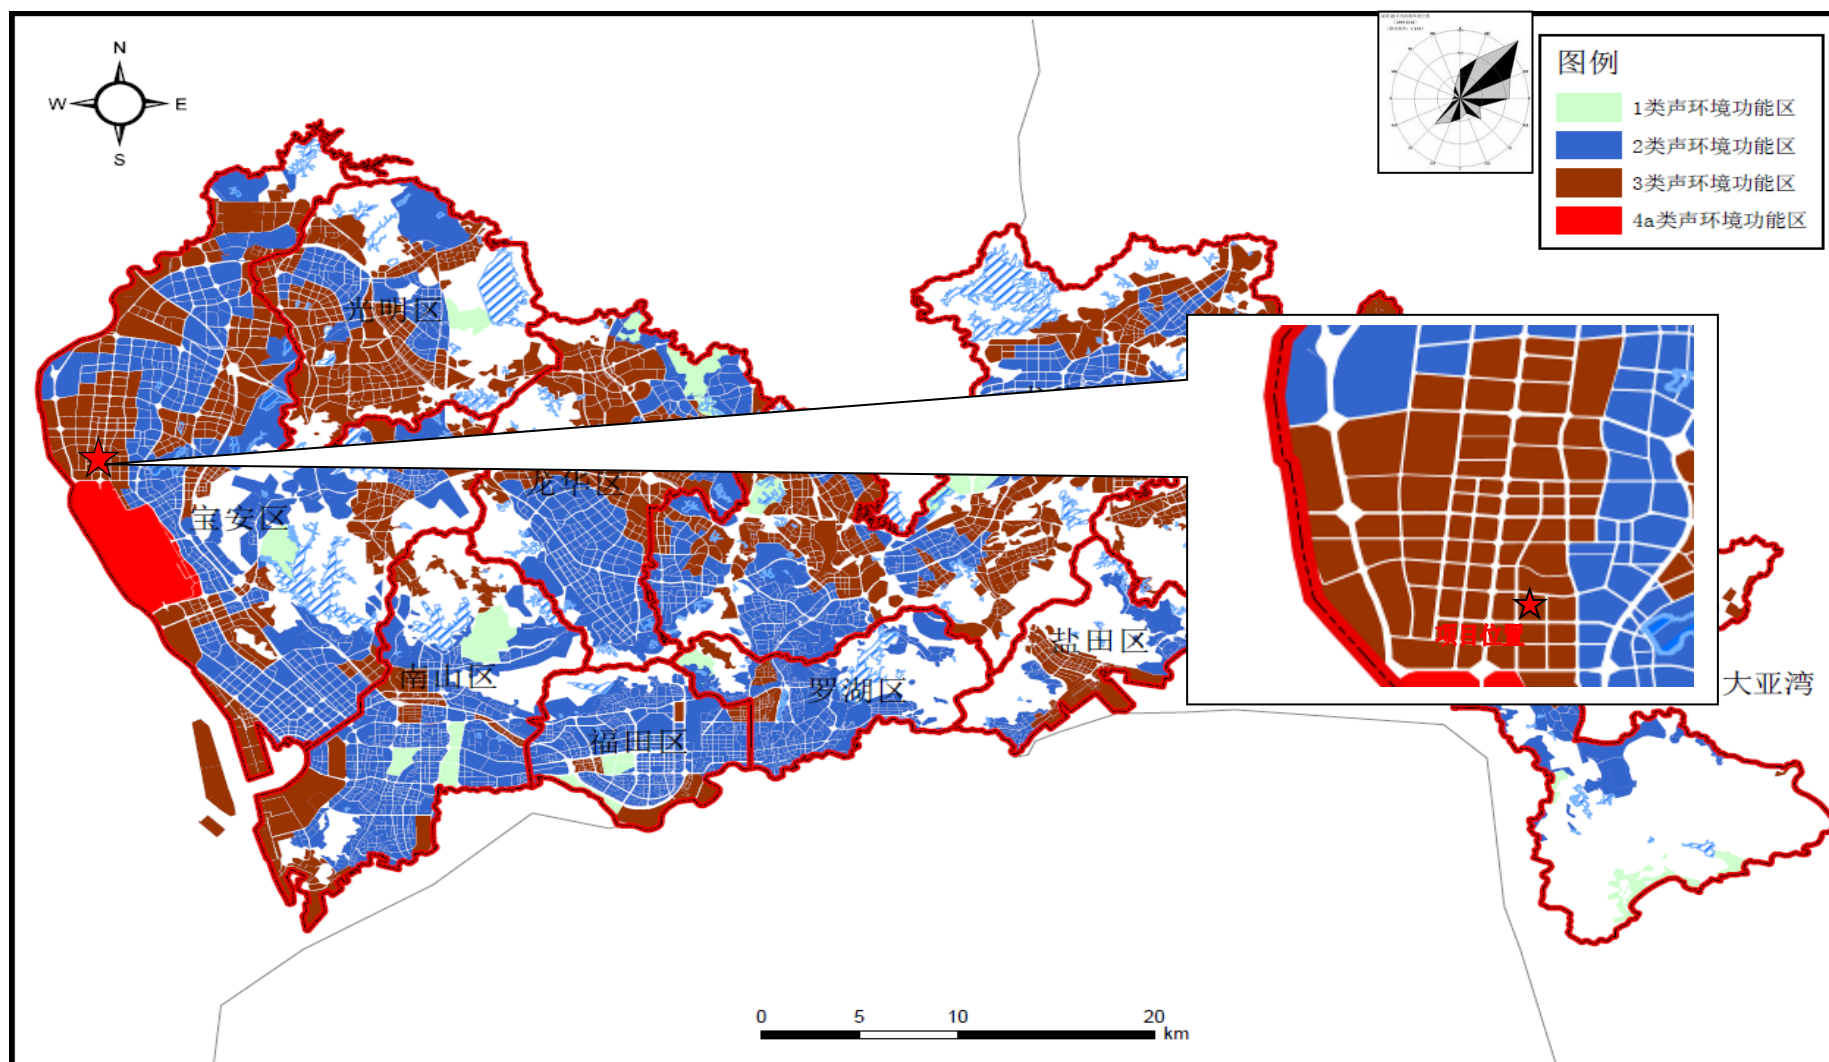 N
W
E
S
图例
1类声环境功能区
2类声环境功能区
3类声环境功能区
4a类声环境功能区
光明区
龙华区
宝安区
项目位置
盐田区
南山区
罗湖区
大亚湾
福田区
0
5
10
20
km